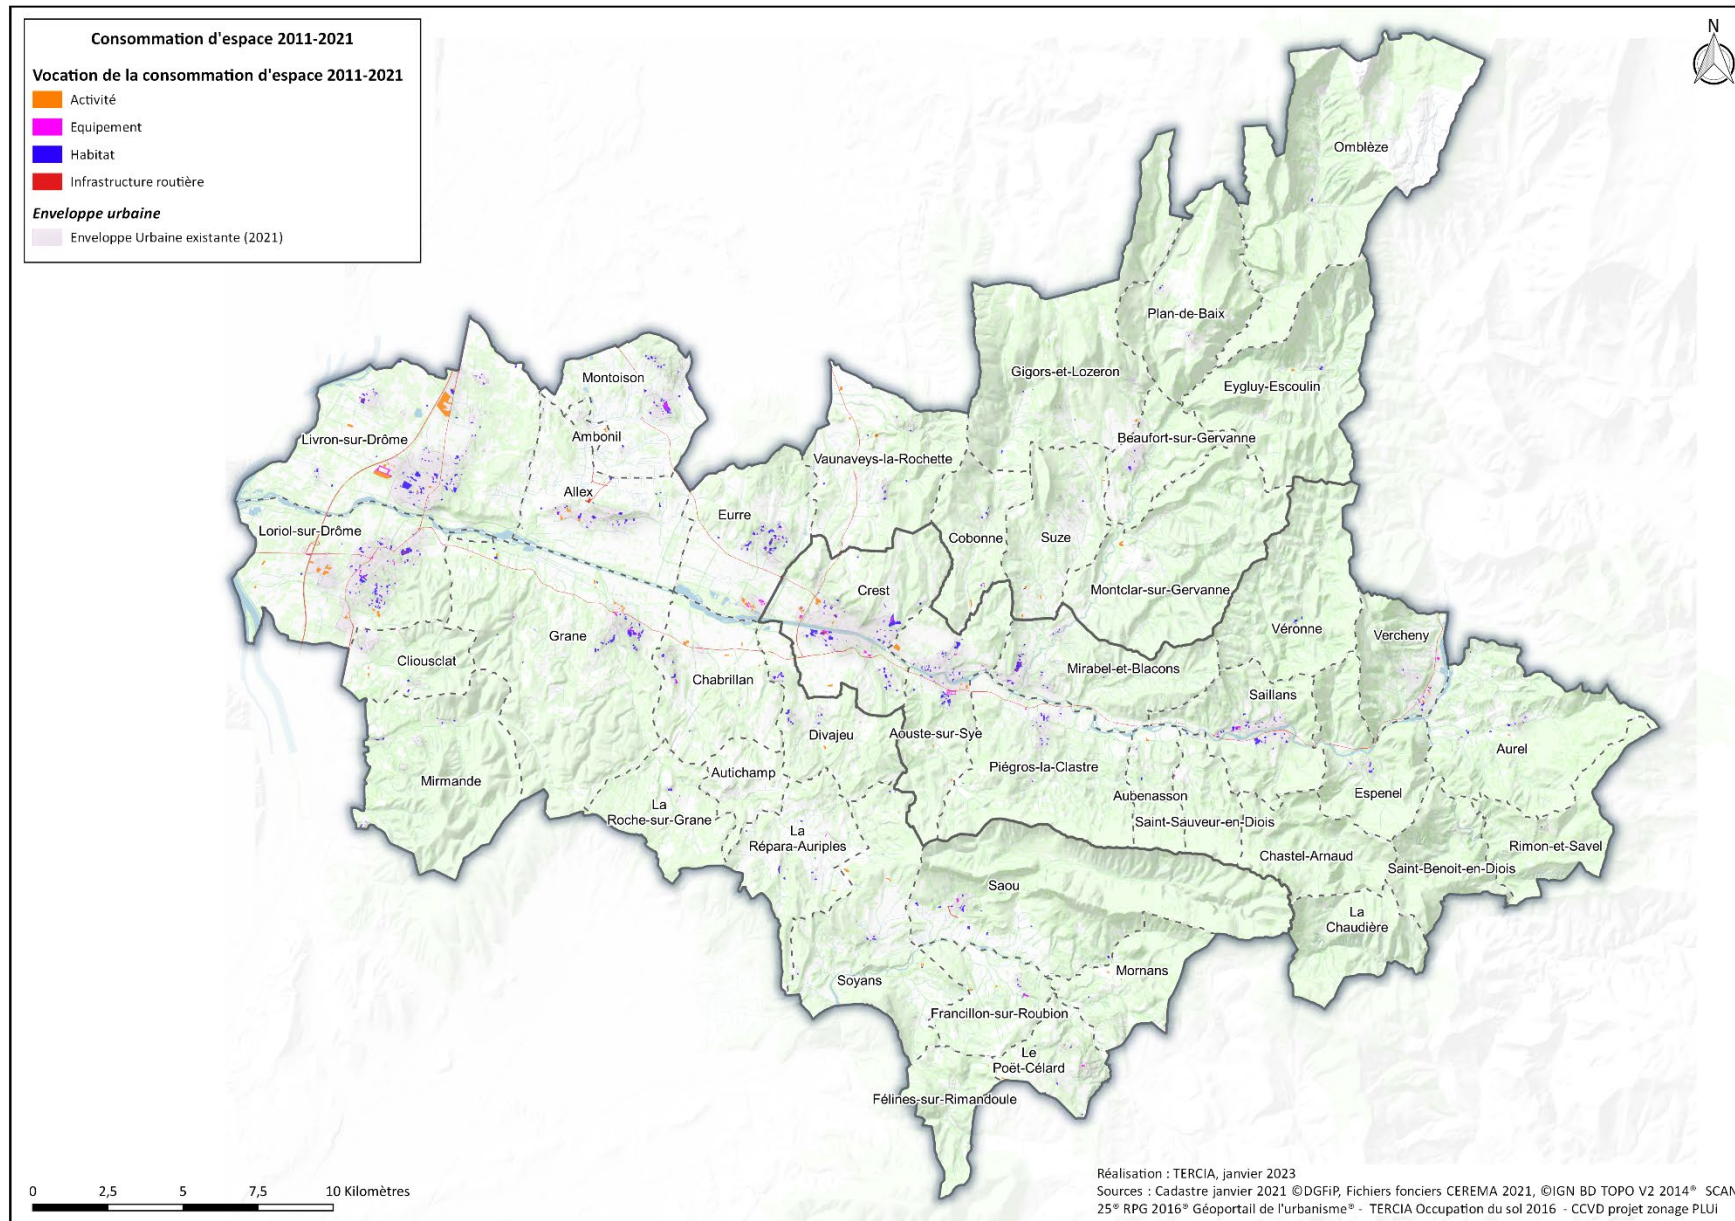 Consommation d'espace 2011-2021
Vocation de la consommation d'espace 2011-2021
Activité
Equipement
Habitat
Infrastructure routière
Enveloppe urbaine
Enveloppe Urbaine existante (2021)
N
Omblèze
Plan-de-Baix
Gigors-et-Lozeron
Eygluy-Escoulin
Montoison
Livron-sur-Drôme
Ambonil
Beaufort-sur-Gervanne
Vaunaveys-la-Rochette
Allex
Eurre
Loriol-sur-Drôme
Cobonne
Suze
Crest
Montclar-sur-Gervanne
Grane
Véronne
Vercheny
Cliousclat
Mirabel-et-Blacons
Chabrillan
Saillans
Divajeu
Aouste-sur-Sye
Aurel
Mirmande
Autichamp
Piégros-la-Clastre
Aubenasson
Espenel
La
Roche-sur-Grane
Saint-Sauveur-en-Diois
La
Répara-Auriples
Chastel-Arnaud
Rimon-et-Savel
Saint-Benoit-en-Diois
Saou
La
Chaudière
Mornans
Soyans
Francillon-sur-Roubion
Le
Poët-Célard
Félines-sur-Rimandoule
0 2,5 5 7,5 10 Kilomètres
Réalisation : TERCIA, janvier 2023
Sources : Cadastre janvier 2021 ©DGFiP, Fichiers fonciers CEREMA 2021, ©IGN BD TOPO V2 2014® SCAN
25® RPG 2016® Géoportail de l'urbanisme® - TERCIA Occupation du sol 2016 - CCVD projet zonage PLUi